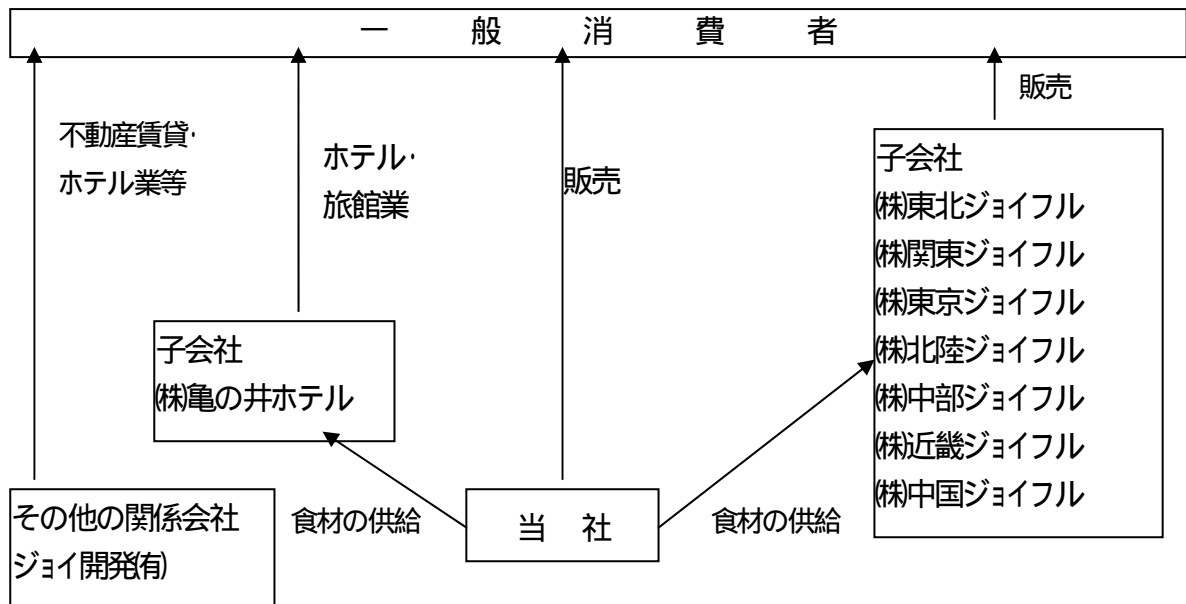 一般消費者
不動産賃貸・
ホテル業等
ホテル・
旅館業
販売
販売
子会社
㈱東北ジョイフル
㈱関東ジョイフル
㈱東京ジョイフル
㈱北陸ジョイフル
㈱中部ジョイフル
㈱近畿ジョイフル
㈱中国ジョイフル
子会社
㈱亀の井ホテル
その他の関係会社
ジョイ開発㈲
食材の供給
当社
食材の供給